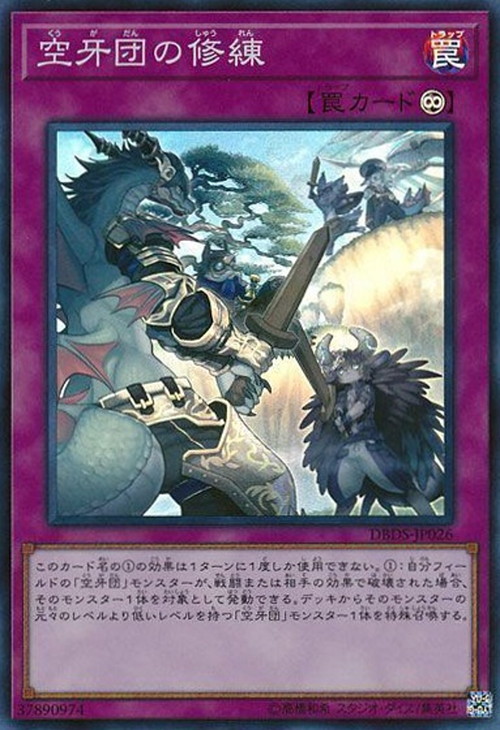 空牙団の修練
罠
【罠カード】
DBDS-JP026
このカード名の①の効果は1ターンに1度しか使用できない。①:自分フィー
ルドの「空牙団」モンスターが、戦闘または相手の効果で破壊された場合、
そのモンスター1体を対象として発動できる。デッキからそのモンスターの
元々のレベルより低いレベルを持つ「空牙団」モンスター1体を特殊召喚する。
37890974
©高橋和希 スタジオ・ダイス/集英社